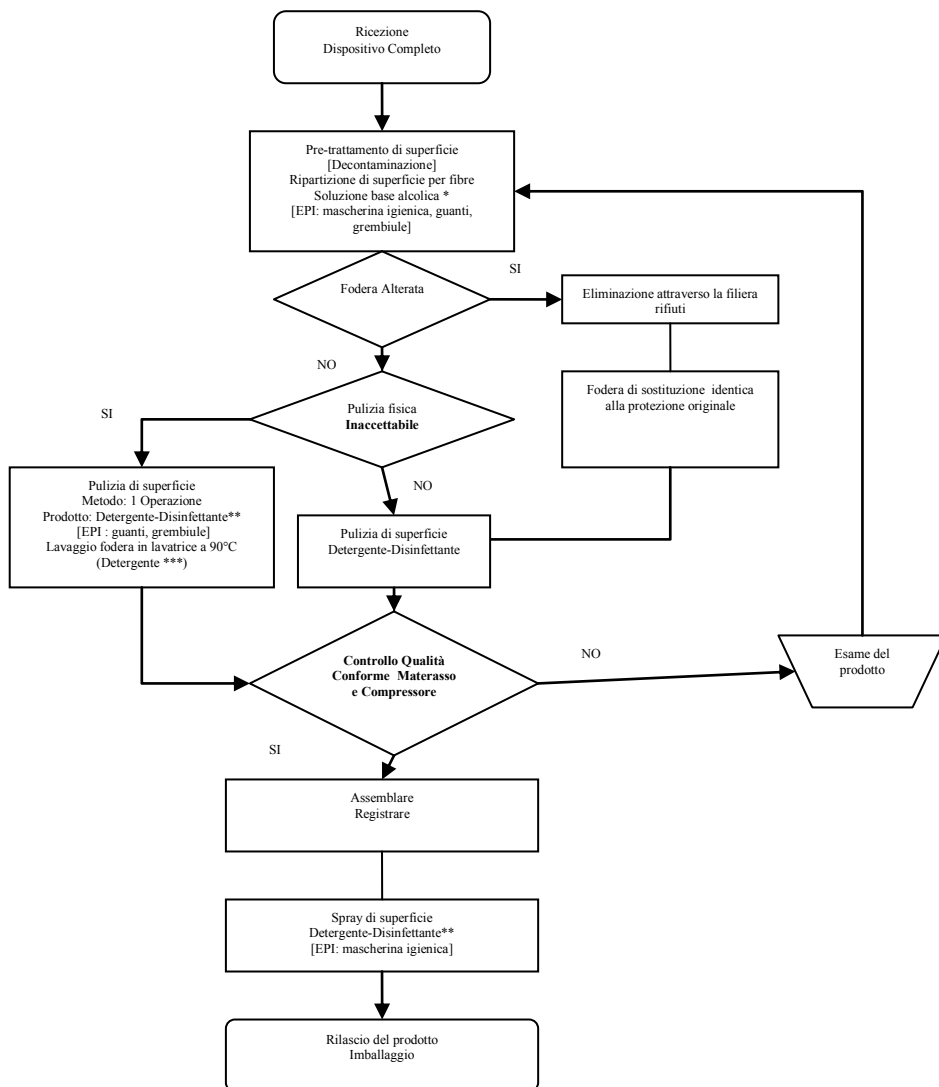 Ricezione
Dispositivo Completo
Pre-trattamento di superficie
[Decontaminazione]
Ripartizione di superficie per fibre
Soluzione base alcolica *
[EPI: mascherina igienica, guanti,
grembiule]
SI
Fodera Alterata
Eliminazione attraverso la filiera
rifiuti
NO
Fodera di sostituzione identica
alla protezione originale
SI
Pulizia fisica
Inaccettabile
Pulizia di superficie
Metodo: 1 Operazione
Prodotto: Detergente-Disinfettante**
[EPI : guanti, grembiule]
Lavaggio fodera in lavatrice a 90°C
(Detergente ***)
NO
Pulizia di superficie
Detergente-Disinfettante
Controllo Qualità
Conforme Materasso
e Compressore
NO
Esame del
prodotto
SI
Assemblare
Registrare
Spray di superficie
Detergente-Disinfettante**
[EPI: mascherina igienica]
Rilascio del prodotto
Imballaggio